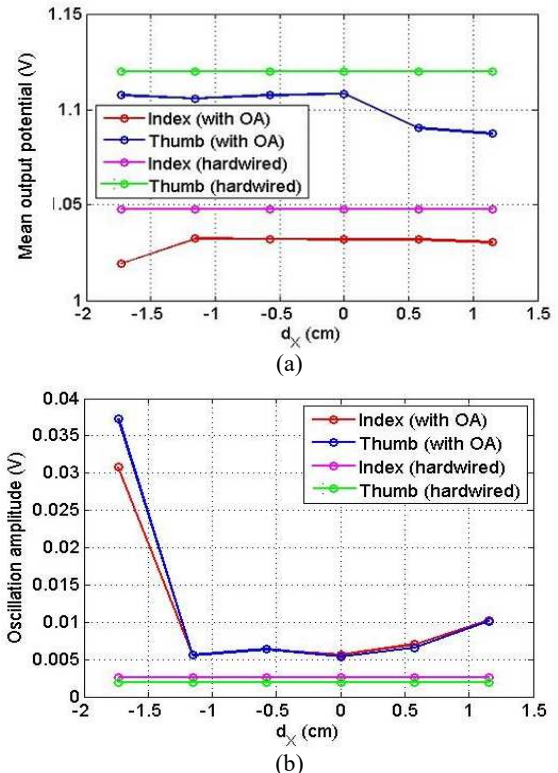 1.15
1.1
1.05
1
Mean output potential (V)
Index (with OA)
Thumb (with OA)
Index (hardwired)
Thumb (hardwired)
-2 -1.5 -1 -0.5 0 0.5 1 1.5
dX (cm)
(a)
0.04
0.035
0.03
0.025
0.02
0.015
0.01
0.005
0
Oscillation amplitude (V)
Index (with OA)
Thumb (with OA)
Index (hardwired)
Thumb (hardwired)
-2 -1.5 -1 -0.5 0 0.5 1 1.5
dX (cm)
(b)